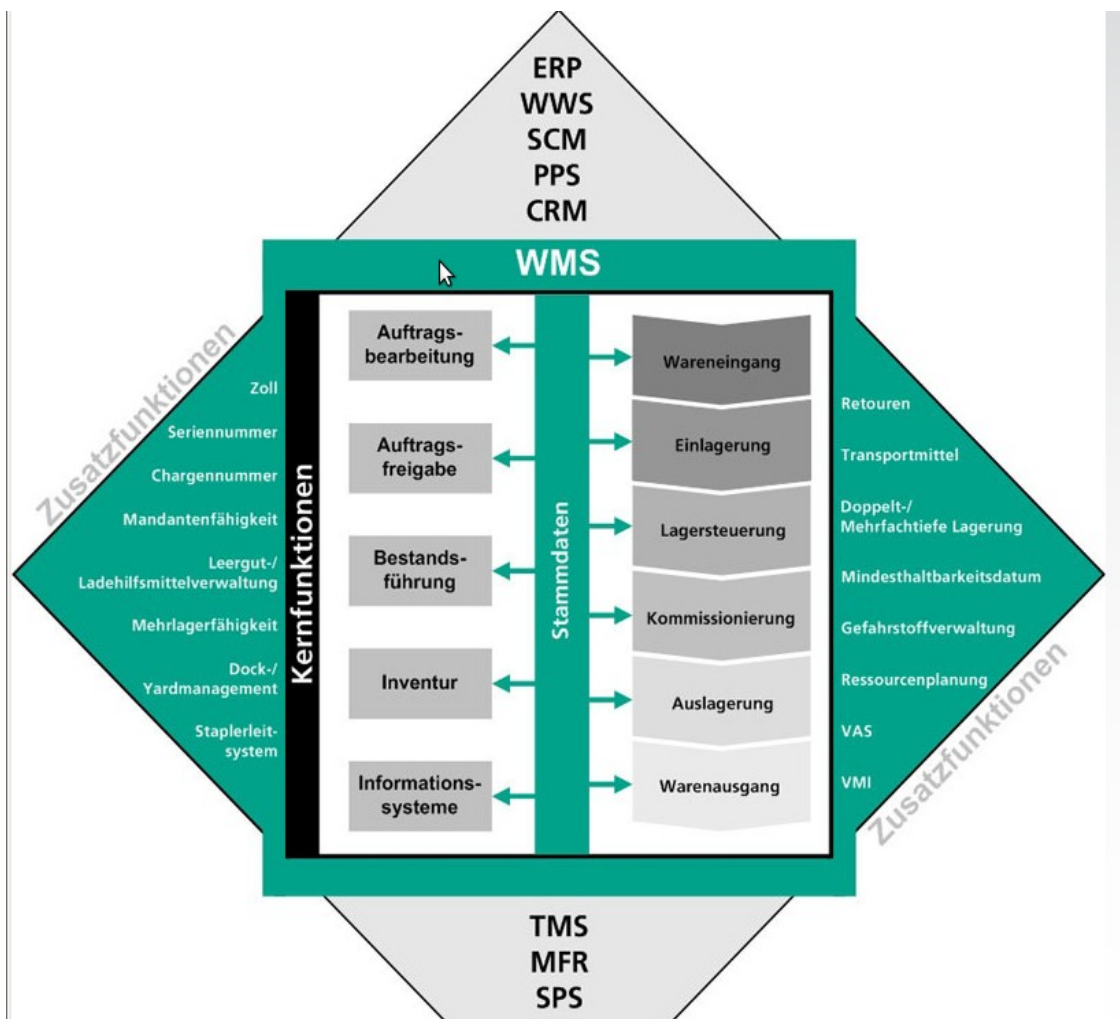 ERP
WWS
SCM
PPS
CRM
WMS
Zusatzfunktionen
Zoll
Seriennummer
Chargennummer
Mandantenfähigkeit
Leergut-/
Ladehilfsmittelverwaltung
Mehrlagerfähigkeit
Dock-/
Yardmanagement
Staplerleit-
system
Kernfunktionen
Auftrags-
bearbeitung
Auftrags-
freigabe
Bestands-
führung
Inventur
Informations-
systeme
Stammdaten
Wareneingang
Einlagerung
Lagersteuerung
Kommissionierung
Auslagerung
Warenausgang
Retouren
Transportmittel
Doppelt-/
Mehrfachtiefe Lagerung
Mindesthaltbarkeitsdatum
Gefahrstoffverwaltung
Ressourcenplanung
VAS
VMI
Zusatzfunktionen
TMS
MFR
SPS